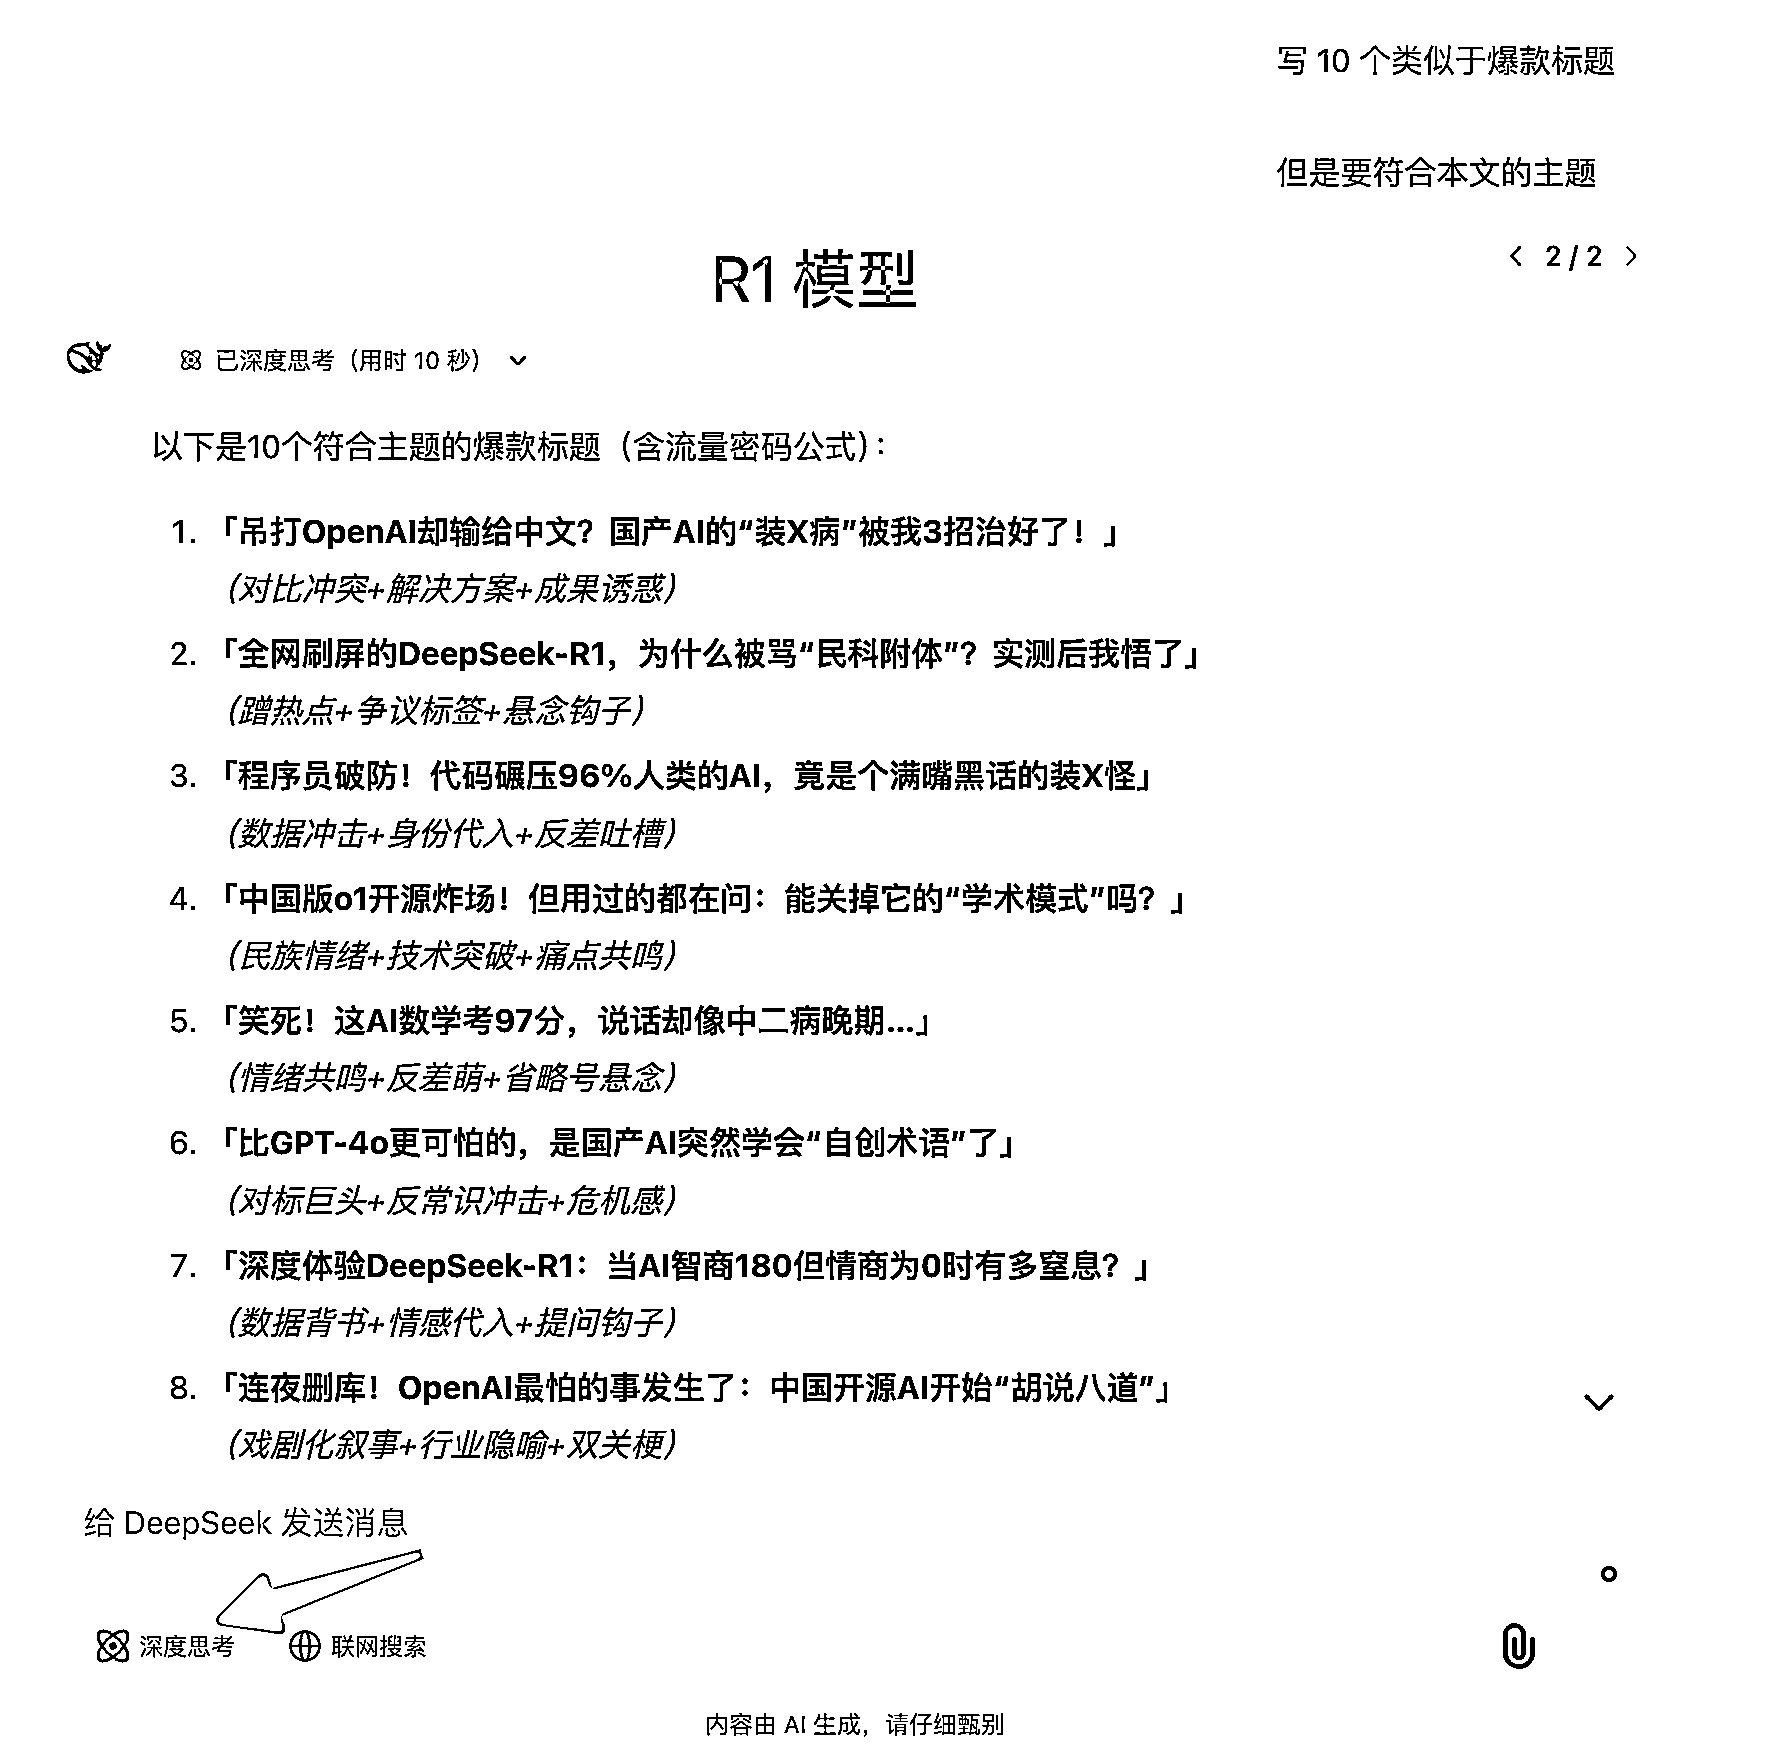 写 10 个类似于爆款标题
但是要符合本文的主题
2 / 2
R1 模型
已深度思考（用时 10 秒）
以下是10个符合主题的爆款标题（含流量密码公式）：
1. 「吊打OpenAI却输给中文？国产AI的“装X病”被我3招治好了！」
（对比冲突+解决方案+成果诱惑）
2. 「全网刷屏的DeepSeek-R1，为什么被骂“民科附体”？实测后我悟了」
（蹭热点+争议标签+悬念钩子）
3. 「程序员破防！代码碾压96%人类的AI，竟是个满嘴黑话的装X怪」
（数据冲击+身份代入+反差吐槽）
4. 「中国版o1开源炸场！但用过的都在问：能关掉它的“学术模式”吗？」
（民族情绪+技术突破+痛点共鸣）
5. 「笑死！这AI数学考97分，说话却像中二病晚期...」
（情绪共鸣+反差萌+省略号悬念）
6. 「比GPT-4o更可怕的，是国产AI突然学会“自创术语”了」
（对标巨头+反常识冲击+危机感）
7. 「深度体验DeepSeek-R1：当AI智商180但情商为0时有多窒息？」
（数据背书+情感代入+提问钩子）
8. 「连夜删库！OpenAI最怕的事发生了：中国开源AI开始“胡说八道”」
（戏剧化叙事+行业隐喻+双关梗）
给 DeepSeek 发送消息
深度思考 联网搜索
内容由 AI 生成，请仔细甄别